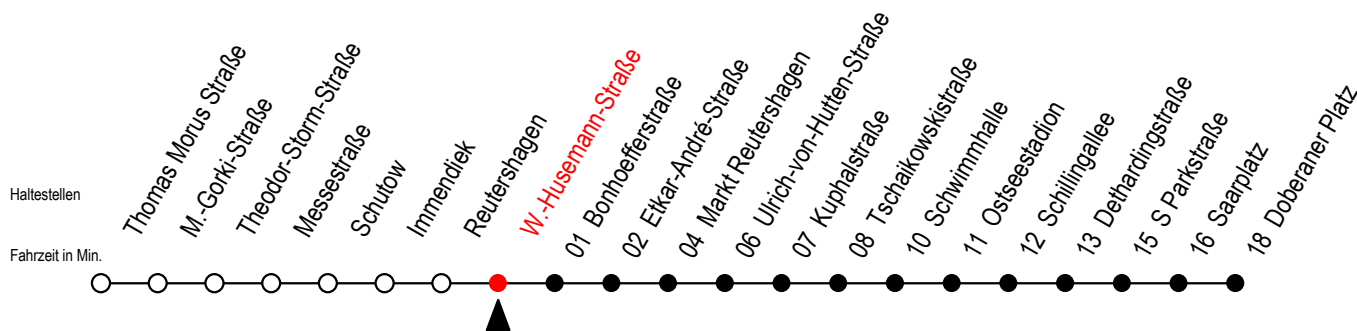 Haltestellen
Fahrzeit in Min.
Thomas Morus Straße
M.-Gorki-Straße
Theodor-Storm-Straße
Messestraße
Schutow
Immendiek
Reutershagen
W.-Husemann-Straße
01 Bonhoefferstraße
02 Etkar-André-Straße
04 Markt Reutershagen
06 Ulrich-von-Hutten-Straße
07 Kuphalstraße
08 Tschaikowskistraße
10 Schwimmhalle
11 Ostseestadion
12 Schillingallee
13 Dethardingstraße
15 S Parkstraße
16 Saarplatz
18 Doberaner Platz